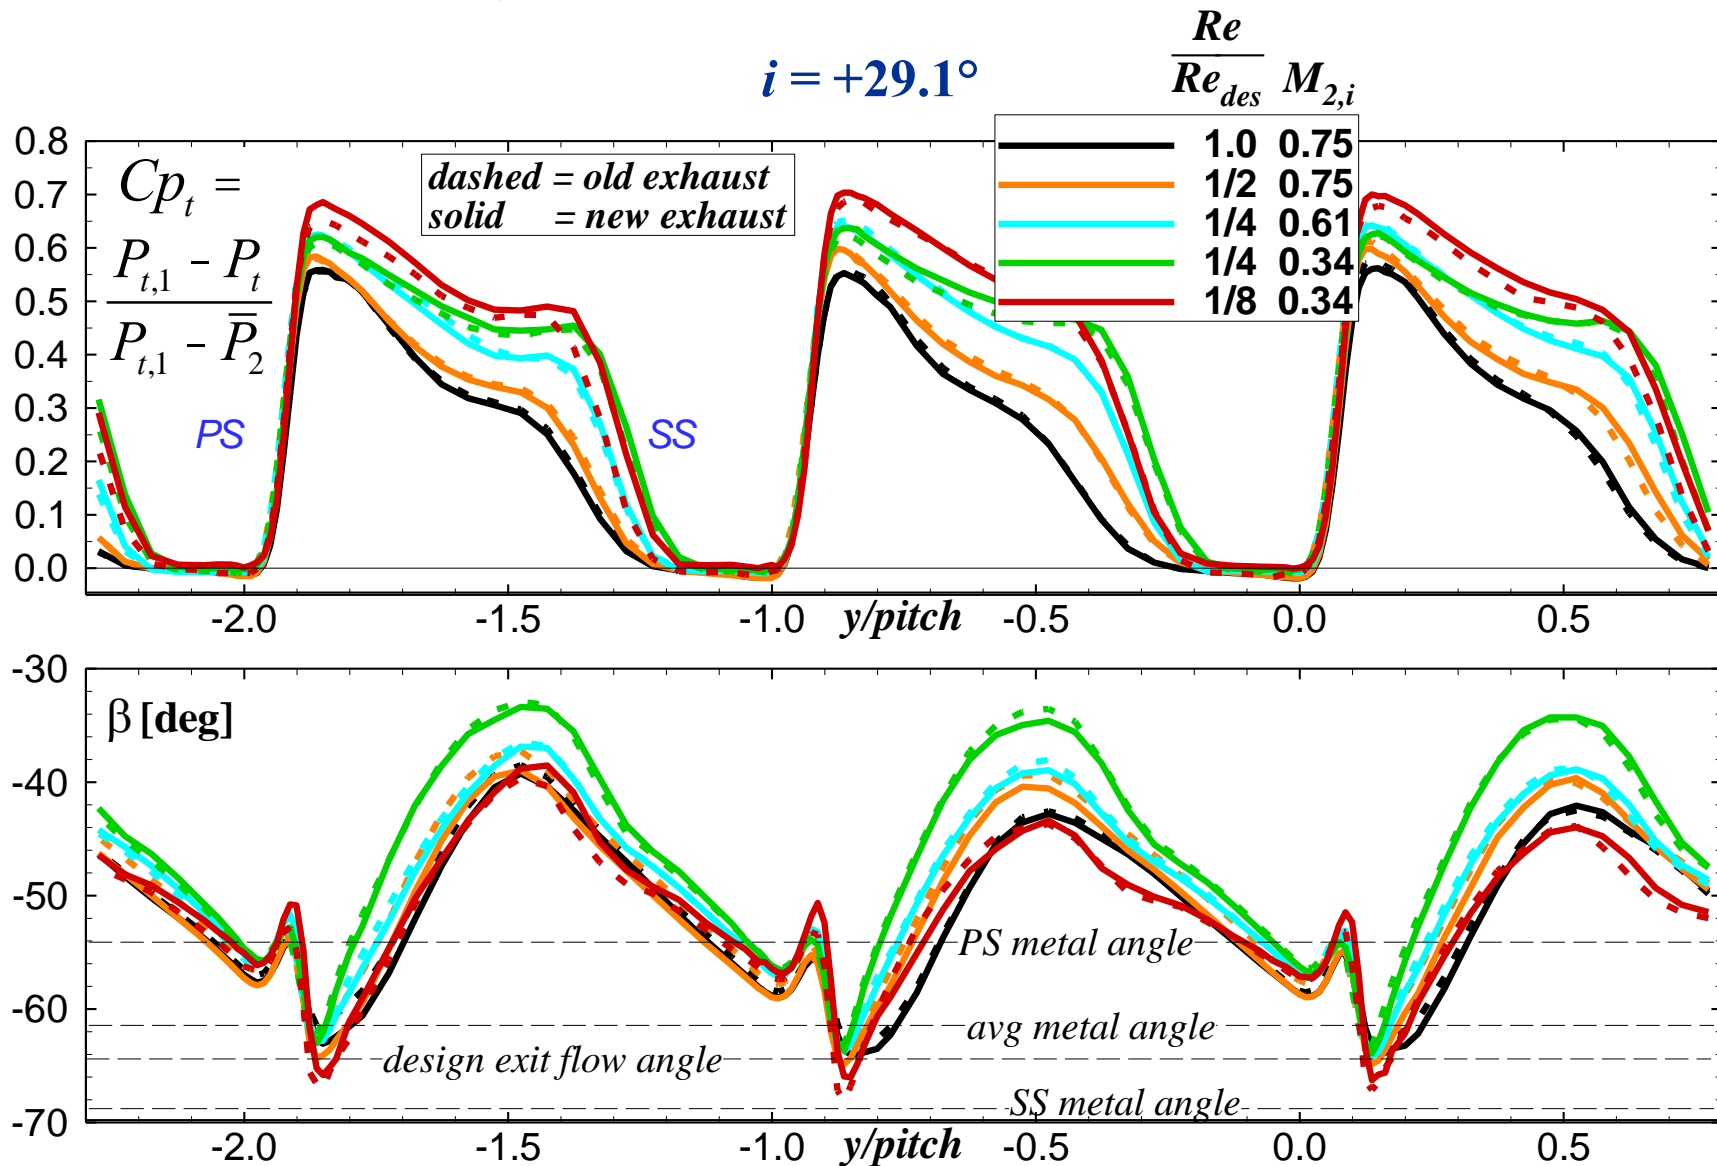 i = +29.1°
Re
Re_des M_2,i
1.0 0.75
1/2 0.75
1/4 0.61
1/4 0.34
1/8 0.34
dashed = old exhaust
solid = new exhaust
Cp_t =
P_t,1 − P_t
P_t,1 − P̅_2
0.8
0.7
0.6
0.5
0.4
0.3
0.2
0.1
0.0
PS
SS
-2.0 -1.5 -1.0 y/pitch -0.5 0.0 0.5
-30
-40
-50
-60
-70
β [deg]
PS metal angle
avg metal angle
design exit flow angle
SS metal angle
-2.0 -1.5 -1.0 y/pitch -0.5 0.0 0.5